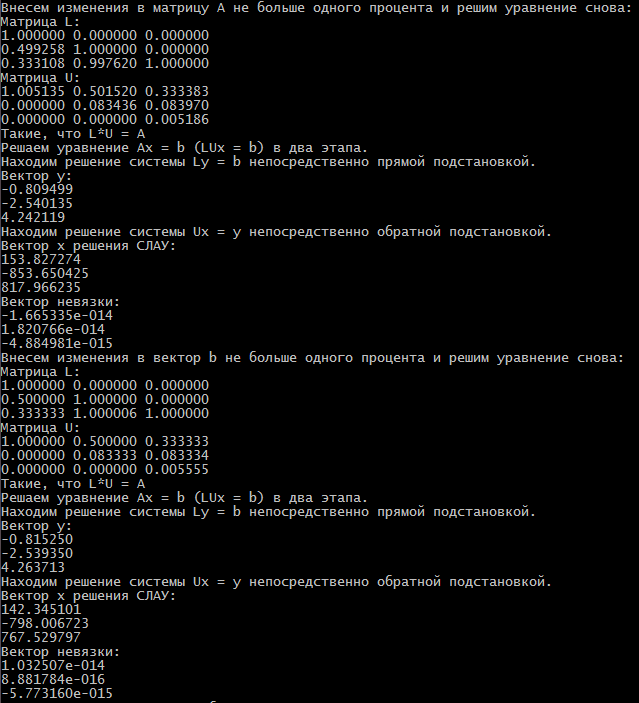 Внесем изменения в матрицу A не больше одного процента и решим уравнение снова:
Матрица L:
1.000000 0.000000 0.000000
0.499258 1.000000 0.000000
0.333108 0.997620 1.000000
Матрица U:
1.005135 0.501520 0.333383
0.000000 0.083436 0.083970
0.000000 0.000000 0.005186
Такие, что L*U = A
Решаем уравнение Ax = b (LUx = b) в два этапа.
Находим решение системы Ly = b непосредственно прямой подстановкой.
Вектор y:
-0.809499
-2.540135
4.242119
Находим решение системы Ux = y непосредственно обратной подстановкой.
Вектор x решения СЛАУ:
153.827274
-853.650425
817.966235
Вектор невязки:
-1.665335e-014
1.820766e-014
-4.884981e-015
Внесем изменения в вектор b не больше одного процента и решим уравнение снова:
Матрица L:
1.000000 0.000000 0.000000
0.500000 1.000000 0.000000
0.333333 1.000006 1.000000
Матрица U:
1.000000 0.500000 0.333333
0.000000 0.083333 0.083334
0.000000 0.000000 0.005555
Такие, что L*U = A
Решаем уравнение Ax = b (LUx = b) в два этапа.
Находим решение системы Ly = b непосредственно прямой подстановкой.
Вектор y:
-0.815250
-2.539350
4.263713
Находим решение системы Ux = y непосредственно обратной подстановкой.
Вектор x решения СЛАУ:
142.345101
-798.006723
767.529797
Вектор невязки:
1.032507e-014
8.881784e-016
-5.773160e-015